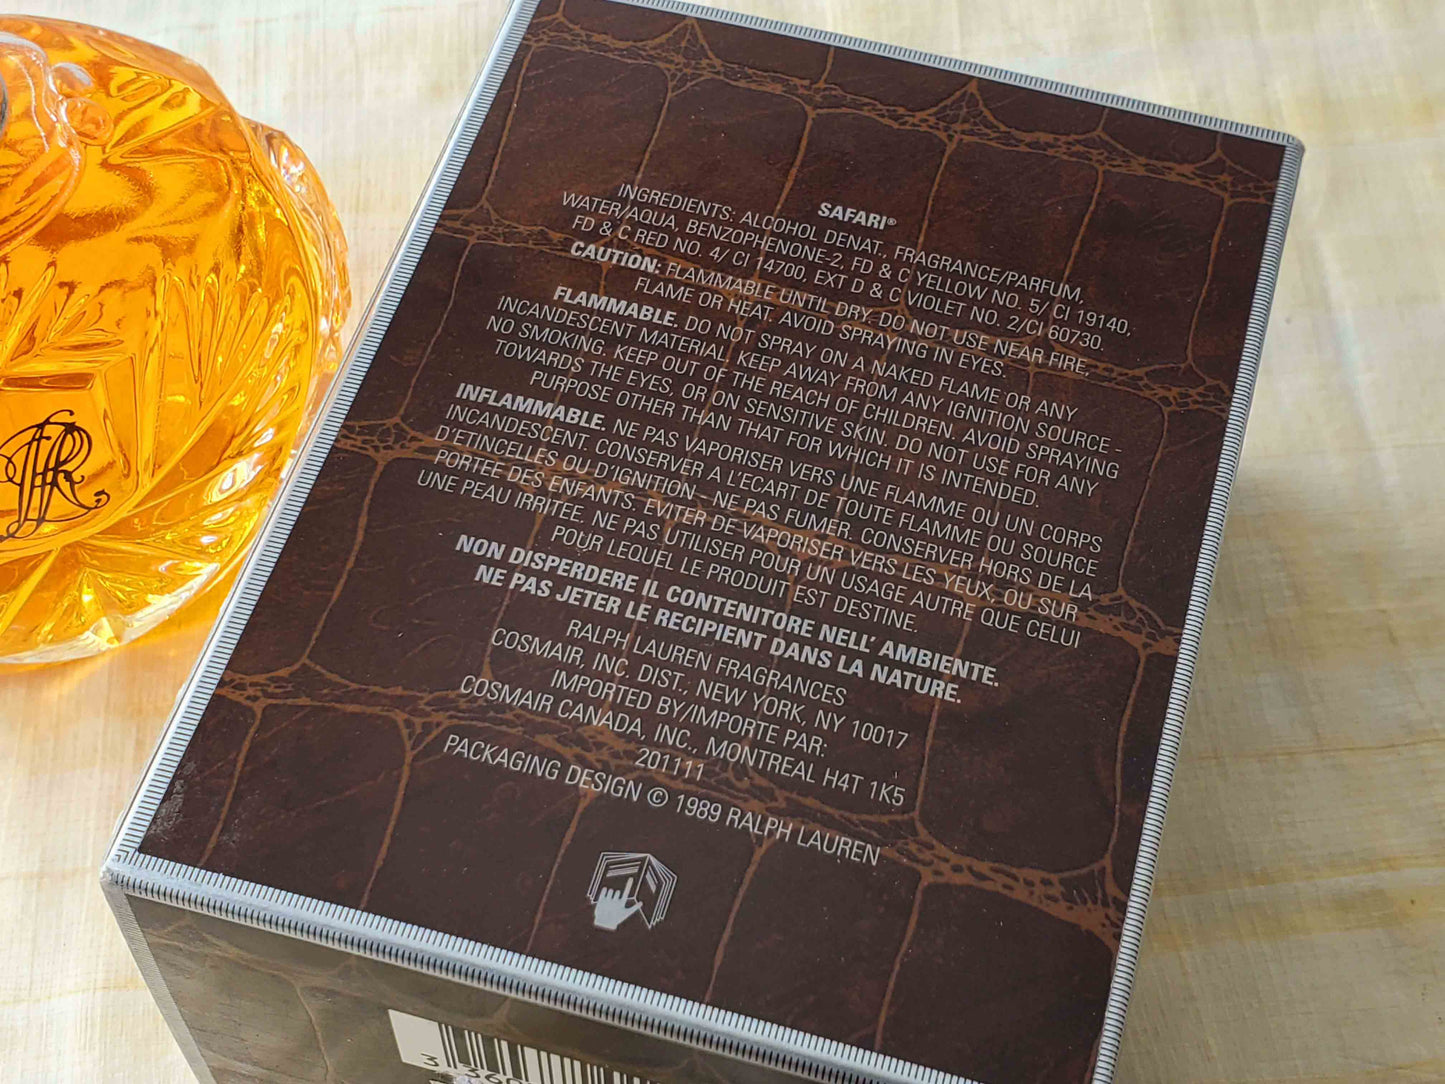 SAFARI®
INGREDIENTS: ALCOHOL DENAT., FRAGRANCE/PARFUM,
WATER/AQUA, BENZOPHENONE-2, FD & C YELLOW NO. 5/ CI 19140,
FD & C RED NO. 4/ CI 14700, EXT D & C VIOLET NO. 2/CI 60730.
CAUTION: FLAMMABLE UNTIL DRY. DO NOT USE NEAR FIRE,
FLAME OR HEAT. AVOID SPRAYING IN EYES.
FLAMMABLE. DO NOT SPRAY ON A NAKED FLAME OR ANY
INCANDESCENT MATERIAL. KEEP AWAY FROM ANY IGNITION SOURCE -
NO SMOKING. KEEP OUT OF THE REACH OF CHILDREN. AVOID SPRAYING
TOWARDS THE EYES, OR ON SENSITIVE SKIN. DO NOT USE FOR ANY
PURPOSE OTHER THAN THAT FOR WHICH IT IS INTENDED.
INFLAMMABLE. NE PAS VAPORISER VERS UNE FLAMME OU UN CORPS
INCANDESCENT. CONSERVER A L'ECART DE TOUTE FLAMME OU SOURCE
D'ETINCELLES OU D'IGNITION - NE PAS FUMER. CONSERVER HORS DE LA
PORTEE DES ENFANTS. EVITER DE VAPORISER VERS LES YEUX, OU SUR
UNE PEAU IRRITEE. NE PAS UTILISER POUR UN USAGE AUTRE QUE CELUI
POUR LEQUEL LE PRODUIT EST DESTINE.
NON DISPERDERE IL CONTENITORE NELL' AMBIENTE.
NE PAS JETER LE RECIPIENT DANS LA NATURE.
RALPH LAUREN FRAGRANCES
COSMAIR, INC. DIST., NEW YORK, NY 10017
IMPORTED BY/IMPORTE PAR:
COSMAIR CANADA, INC., MONTREAL H4T 1K5
201111
PACKAGING DESIGN © 1989 RALPH LAUREN